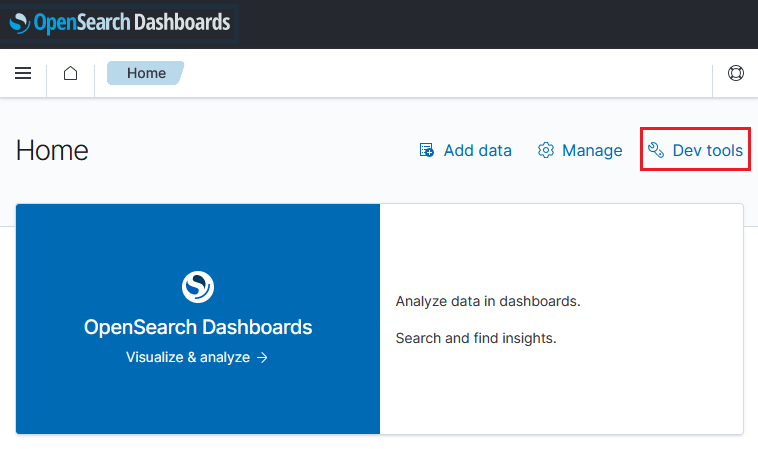 OpenSearch Dashboards
Home
Home
Add data
Manage
Dev tools
OpenSearch Dashboards
Visualize & analyze →
Analyze data in dashboards.
Search and find insights.